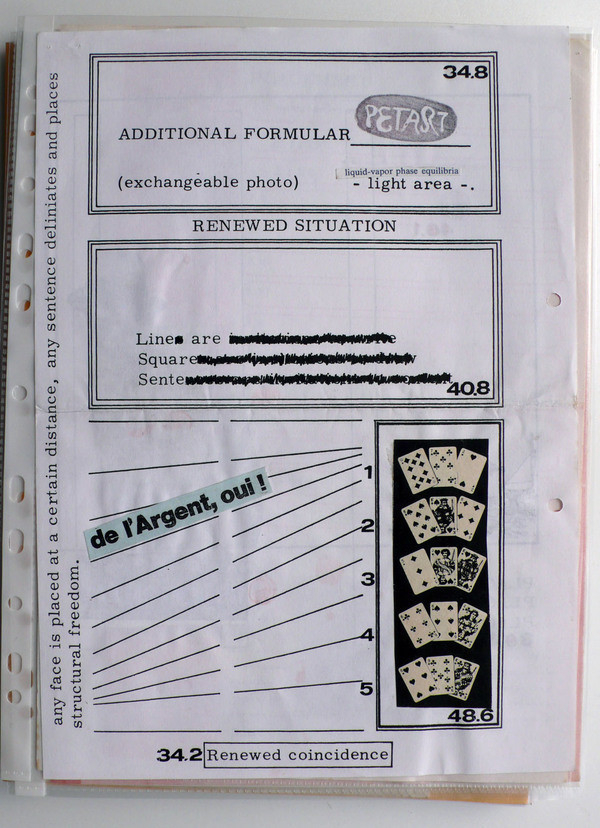 34.8
PETART
ADDITIONAL FORMULAR
liquid-vapor phase equilibria
(exchangeable photo) - light area -.
RENEWED SITUATION
Lines are
Square
Sente
40.8
any face is placed at a certain distance, any sentence deliniates and places
structural freedom.
de l'Argent, oui !
1
2
3
4
5
48.6
34.2 Renewed coincidence